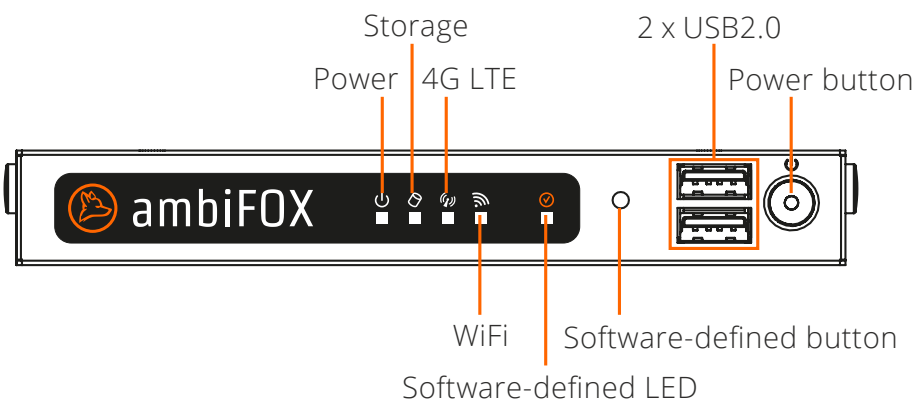 Storage
2 x USB2.0
Power
4G LTE
Power button
ambiFOX
WiFi
Software-defined button
Software-defined LED